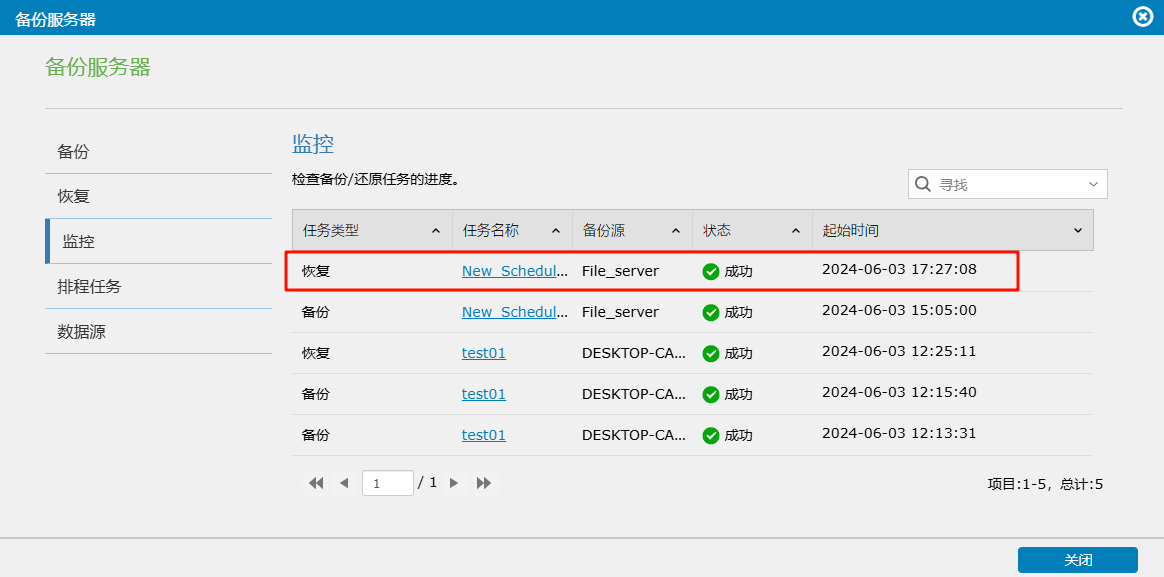 备份服务器
备份服务器
备份
恢复
监控
排程任务
数据源
监控
检查备份/还原任务的进度。
寻找
任务类型 任务名称 备份源 状态 起始时间
恢复 New_Schedul... File_server 成功 2024-06-03 17:27:08
备份 New_Schedul... File_server 成功 2024-06-03 15:05:00
恢复 test01 DESKTOP-CA... 成功 2024-06-03 12:25:11
备份 test01 DESKTOP-CA... 成功 2024-06-03 12:15:40
备份 test01 DESKTOP-CA... 成功 2024-06-03 12:13:31
1 / 1
项目:1-5，总计:5
关闭